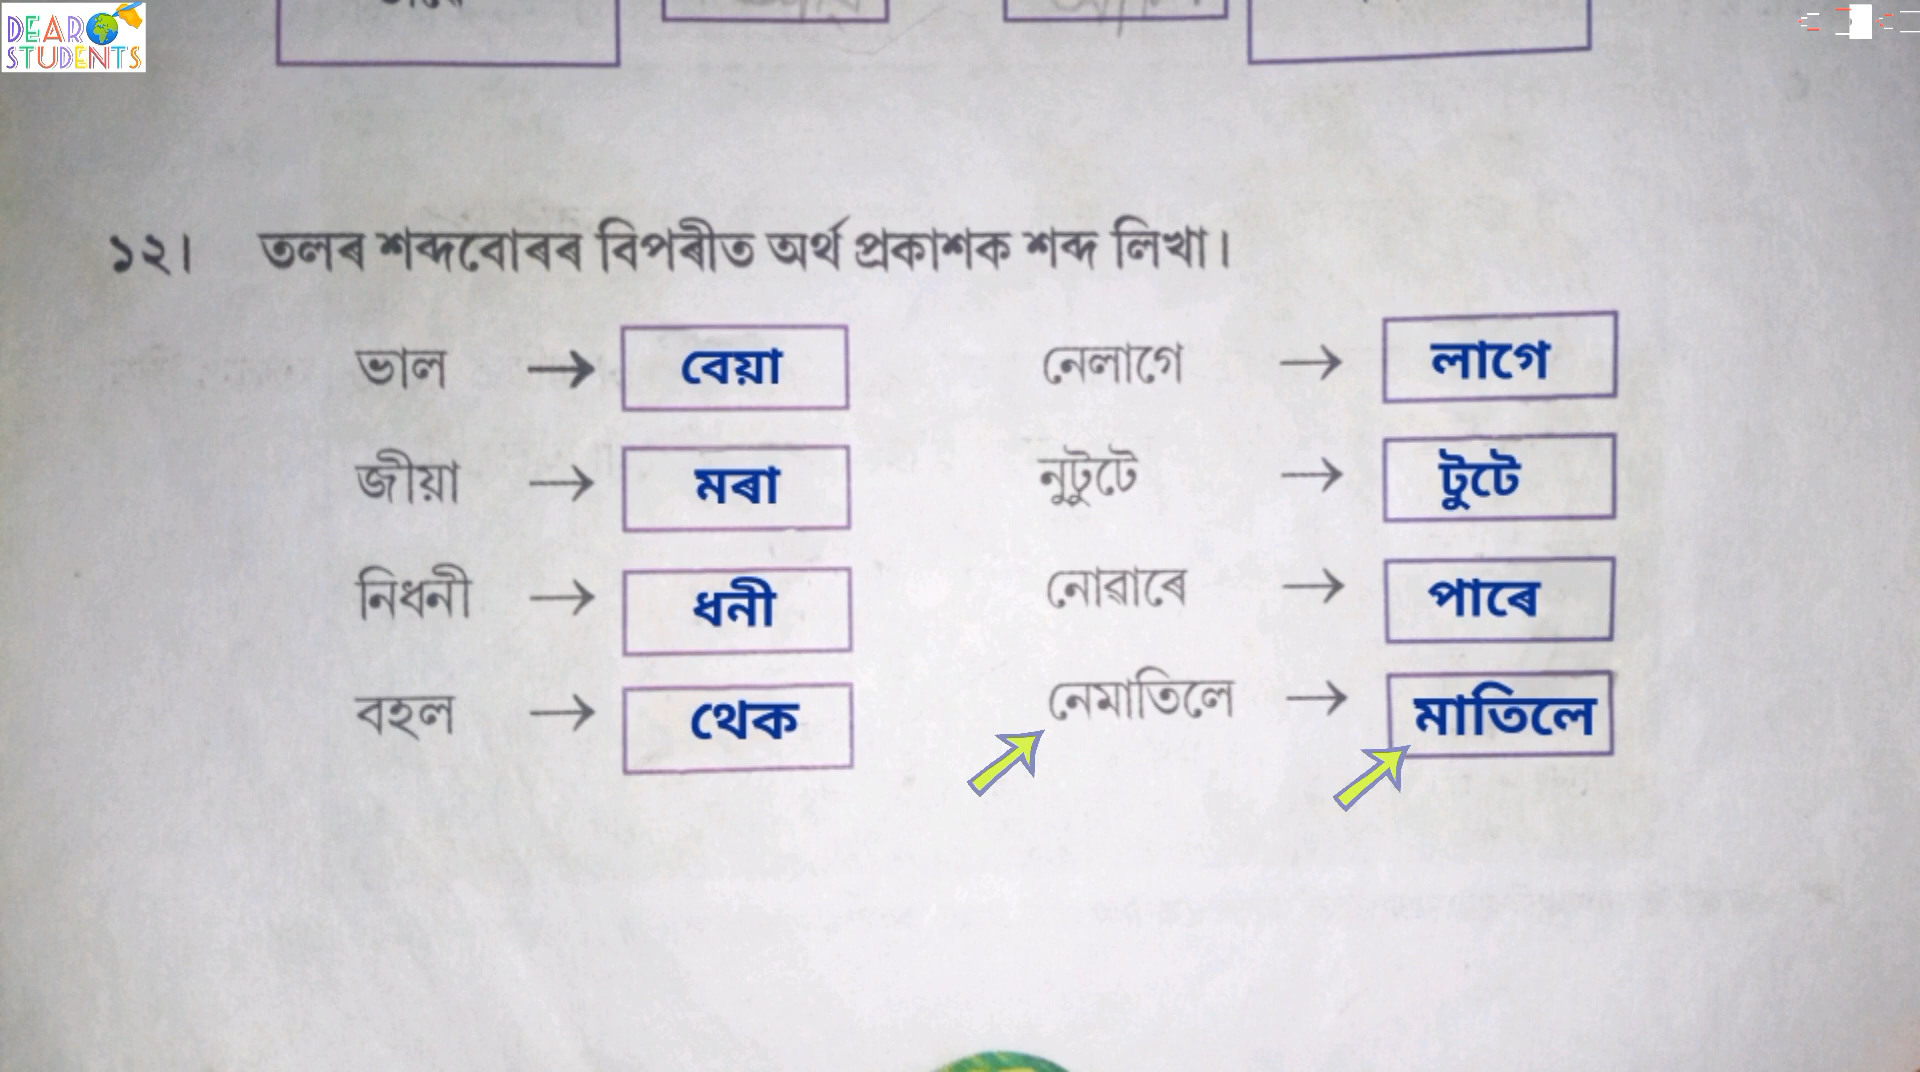 DEAR
STUDENTS
১২। তলৰ শব্দবোৰৰ বিপৰীত অৰ্থ প্ৰকাশক শব্দ লিখা।
ভাল → বেয়া নেলাগে → লাগে
জীয়া → মৰা নুটুটে → টুটে
নিধনী → ধনী নোৱাৰে → পাৰে
বহল → থেক নেমাতিলে → মাতিলে